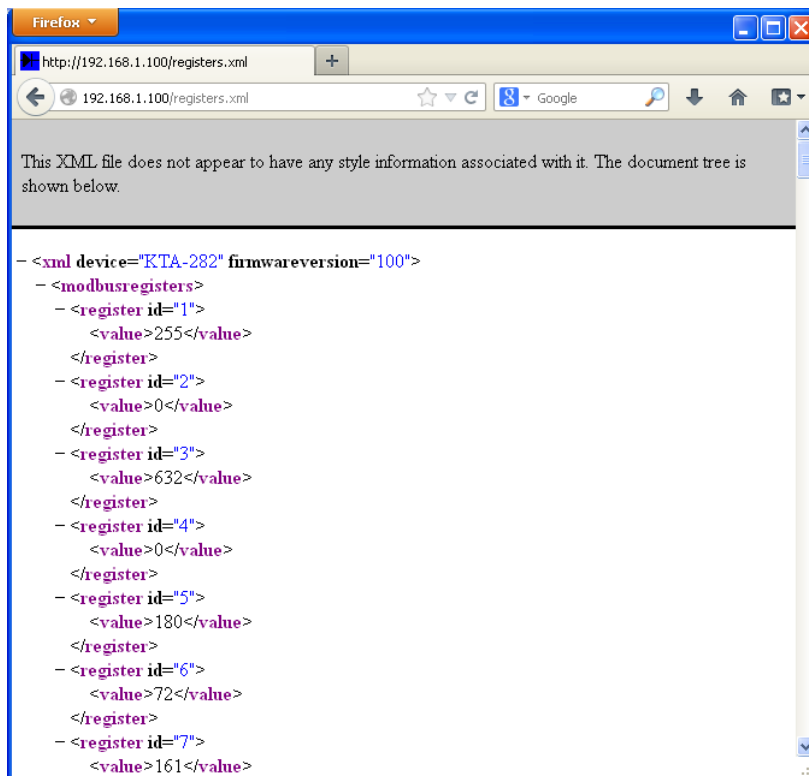 Firefox
http://192.168.1.100/registers.xml
192.168.1.100/registers.xml
8 Google
This XML file does not appear to have any style information associated with it. The document tree is
shown below.
− <xml device="KTA-282" firmwareversion="100">
− <modbusregisters>
− <register id="1">
<value>255</value>
</register>
− <register id="2">
<value>0</value>
</register>
− <register id="3">
<value>632</value>
</register>
− <register id="4">
<value>0</value>
</register>
− <register id="5">
<value>180</value>
</register>
− <register id="6">
<value>72</value>
</register>
− <register id="7">
<value>161</value>